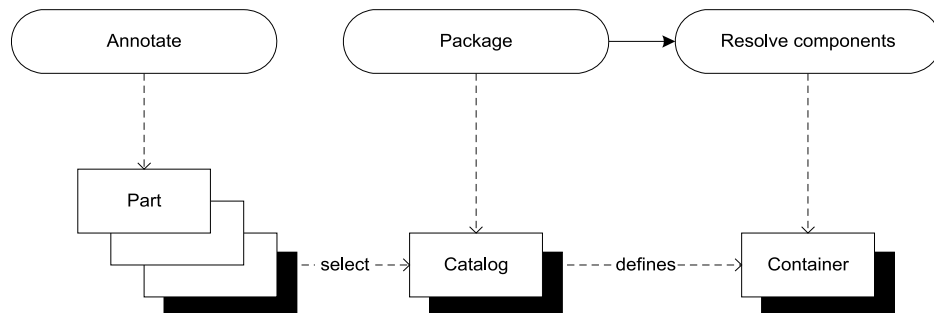 Annotate
Package
Resolve components
Part
select
Catalog
defines
Container